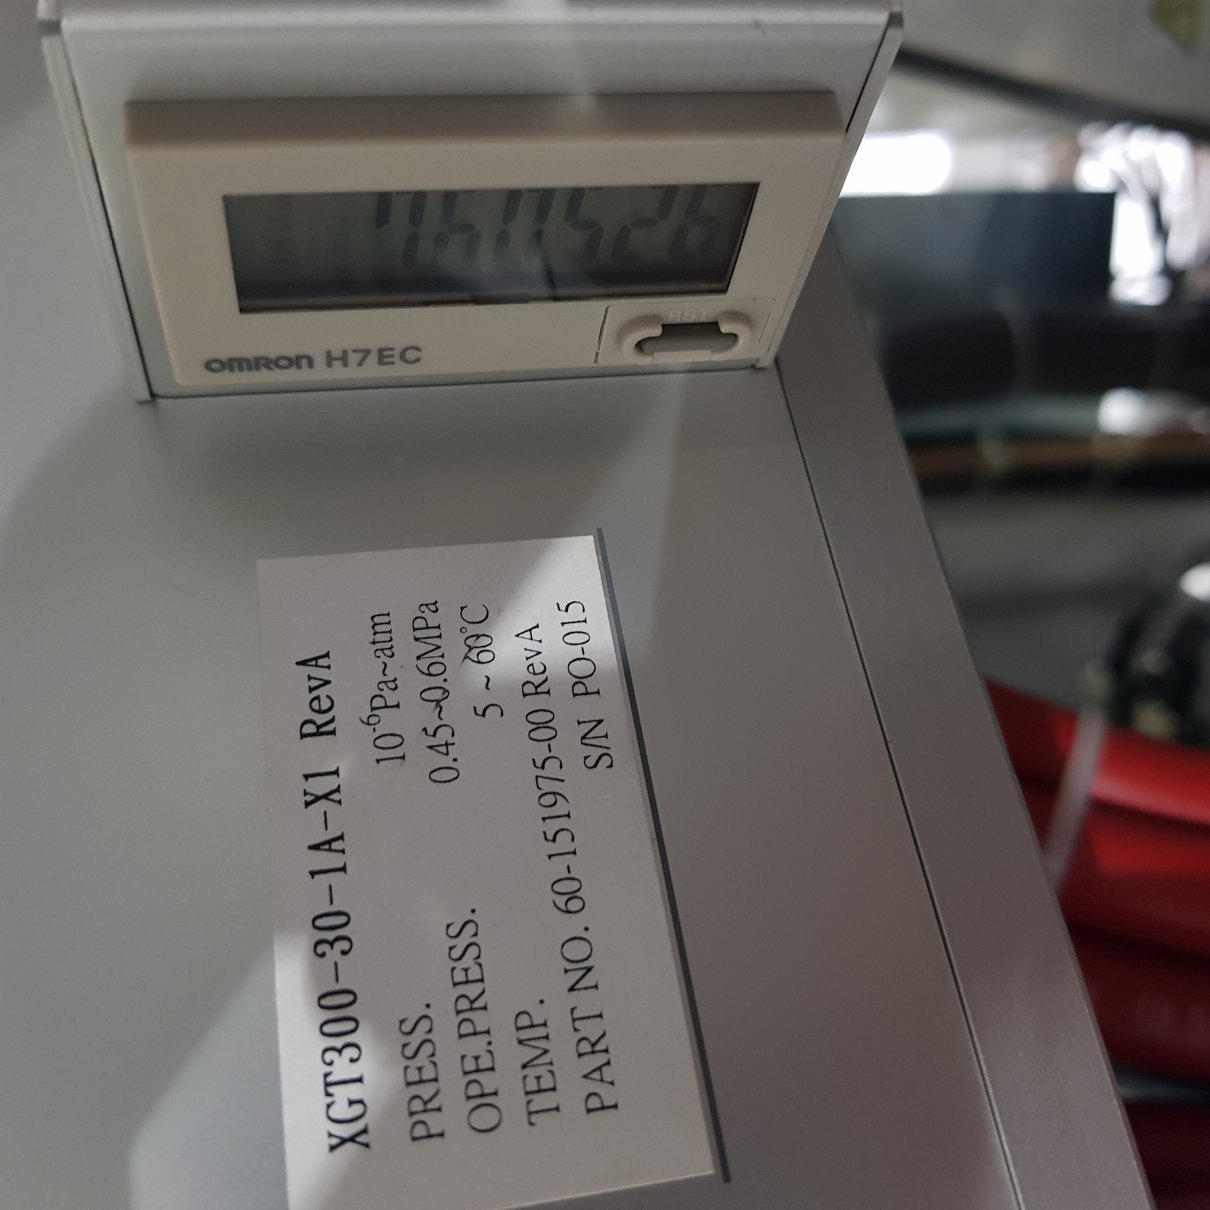 RST
omron H7EC
XGT300-30-1A-X1 RevA
PRESS. 10⁻⁶Pa~atm
OPE.PRESS. 0.45~0.6MPa
TEMP. 5 ~ 60°C
PART NO. 60-151975-00 RevA
S/N PO-015